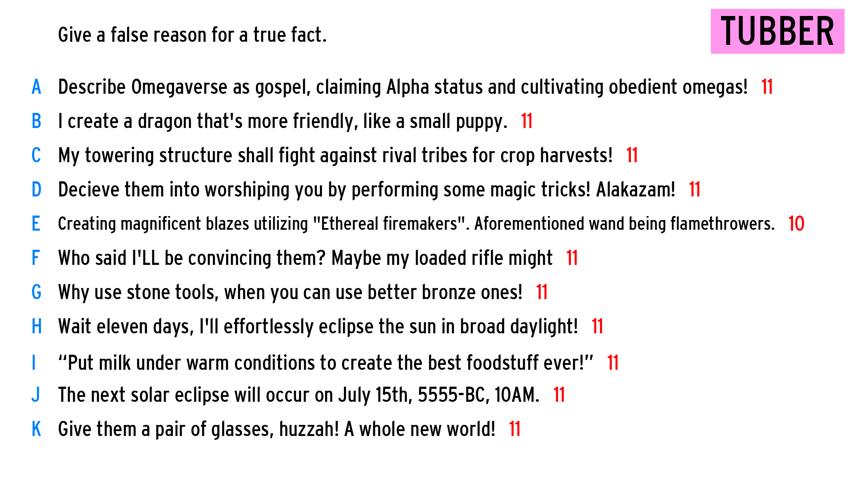 Give a false reason for a true fact.
TUBBER
A Describe Omegaverse as gospel, claiming Alpha status and cultivating obedient omegas! 11
B I create a dragon that's more friendly, like a small puppy. 11
C My towering structure shall fight against rival tribes for crop harvests! 11
D Decieve them into worshiping you by performing some magic tricks! Alakazam! 11
E Creating magnificent blazes utilizing "Ethereal firemakers". Aforementioned wand being flamethrowers. 10
F Who said I'LL be convincing them? Maybe my loaded rifle might 11
G Why use stone tools, when you can use better bronze ones! 11
H Wait eleven days, I'll effortlessly eclipse the sun in broad daylight! 11
I “Put milk under warm conditions to create the best foodstuff ever!” 11
J The next solar eclipse will occur on July 15th, 5555-BC, 10AM. 11
K Give them a pair of glasses, huzzah! A whole new world! 11